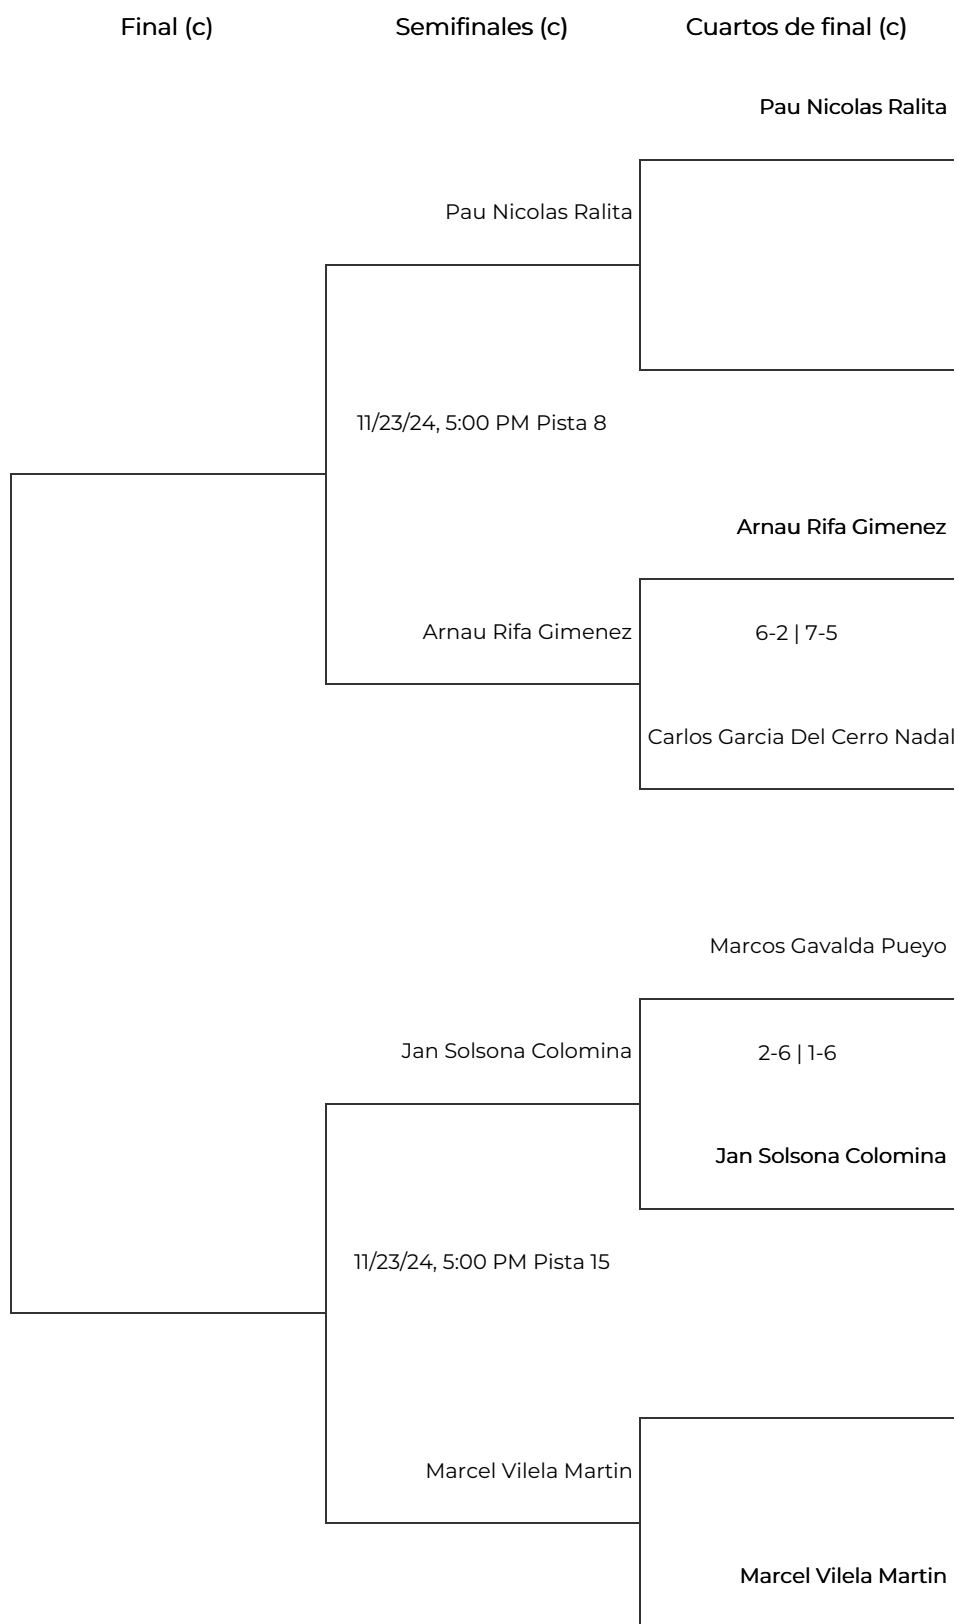 Final (c)
Semifinales (c)
Cuartos de final (c)
Pau Nicolas Ralita
Pau Nicolas Ralita
11/23/24, 5:00 PM Pista 8
Arnau Rifa Gimenez
Arnau Rifa Gimenez
6-2 | 7-5
Carlos Garcia Del Cerro Nadal
Marcos Gavalda Pueyo
Jan Solsona Colomina
2-6 | 1-6
Jan Solsona Colomina
11/23/24, 5:00 PM Pista 15
Marcel Vilela Martin
Marcel Vilela Martin